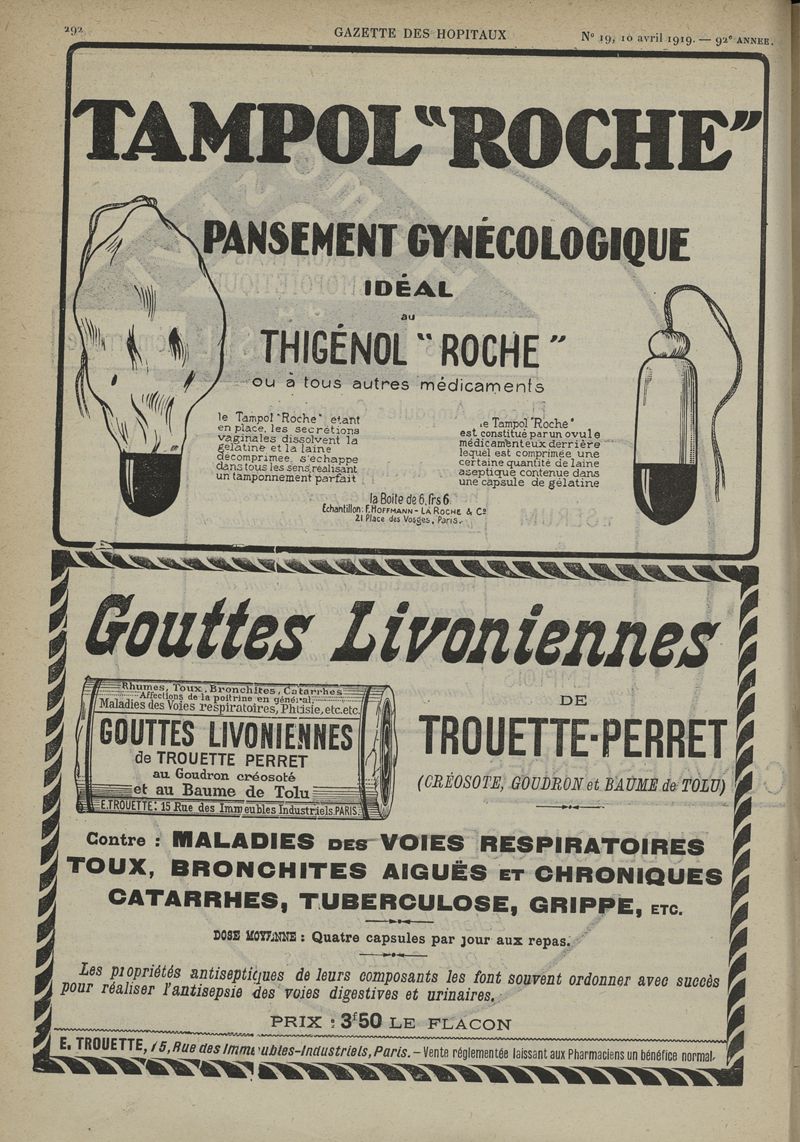 292
GAZETTE DES HOPITAUX
N° 19, 10 avril 1919. — 92e ANNEE.
TAMPOL "ROCHE"
PANSEMENT GYNÉCOLOGIQUE
IDÉAL
au
THIGÉNOL "ROCHE"
ou à tous autres médicaments
le Tampol "Roche" etant
en place, les secrétions
vaginales dissolvent la
gelatine et la laine
décomprimee s'échappe
dans tous les sens, realisant
un tamponnement parfait
le Tampol "Roche"
est constitué par un ovule
médicamenteux derrière
lequel est comprimée une
certaine quantité de laine
aseptique contenue dans
une capsule de gélatine
la Boite de 6, frs 6
Échantillon: F. HOFFMANN-LA ROCHE & Co
21 Place des Vosges, Paris.
Gouttes Livoniennes
Rhumes, Toux, Bronchites, Catarrhes
Affections de la poitrine en général
Maladies des Voies respiratoires, Phtisie, etc. etc.
GOUTTES LIVONIENNES
de TROUETTE PERRET
au Goudron créosoté
et au Baume de Tolu
E. TROUETTE: 15 Rue des Immeubles Industriels PARIS
DE
TROUETTE-PERRET
(CRÉOSOTE, GOUDRON et BAUME de TOLU)
Contre : MALADIES DES VOIES RESPIRATOIRES
TOUX, BRONCHITES AIGUËS ET CHRONIQUES
CATARRHES, TUBERCULOSE, GRIPPE, ETC.
DOSE MOYENNE : Quatre capsules par jour aux repas.
Les propriétés antiseptiques de leurs composants les font souvent ordonner avec succès
pour réaliser l'antisepsie des voies digestives et urinaires.
PRIX : 3f50 LE FLACON
E. TROUETTE, 15, Rue des Immeubles-Industriels, Paris. — Vente réglementée laissant aux Pharmaciens un bénéfice normal.